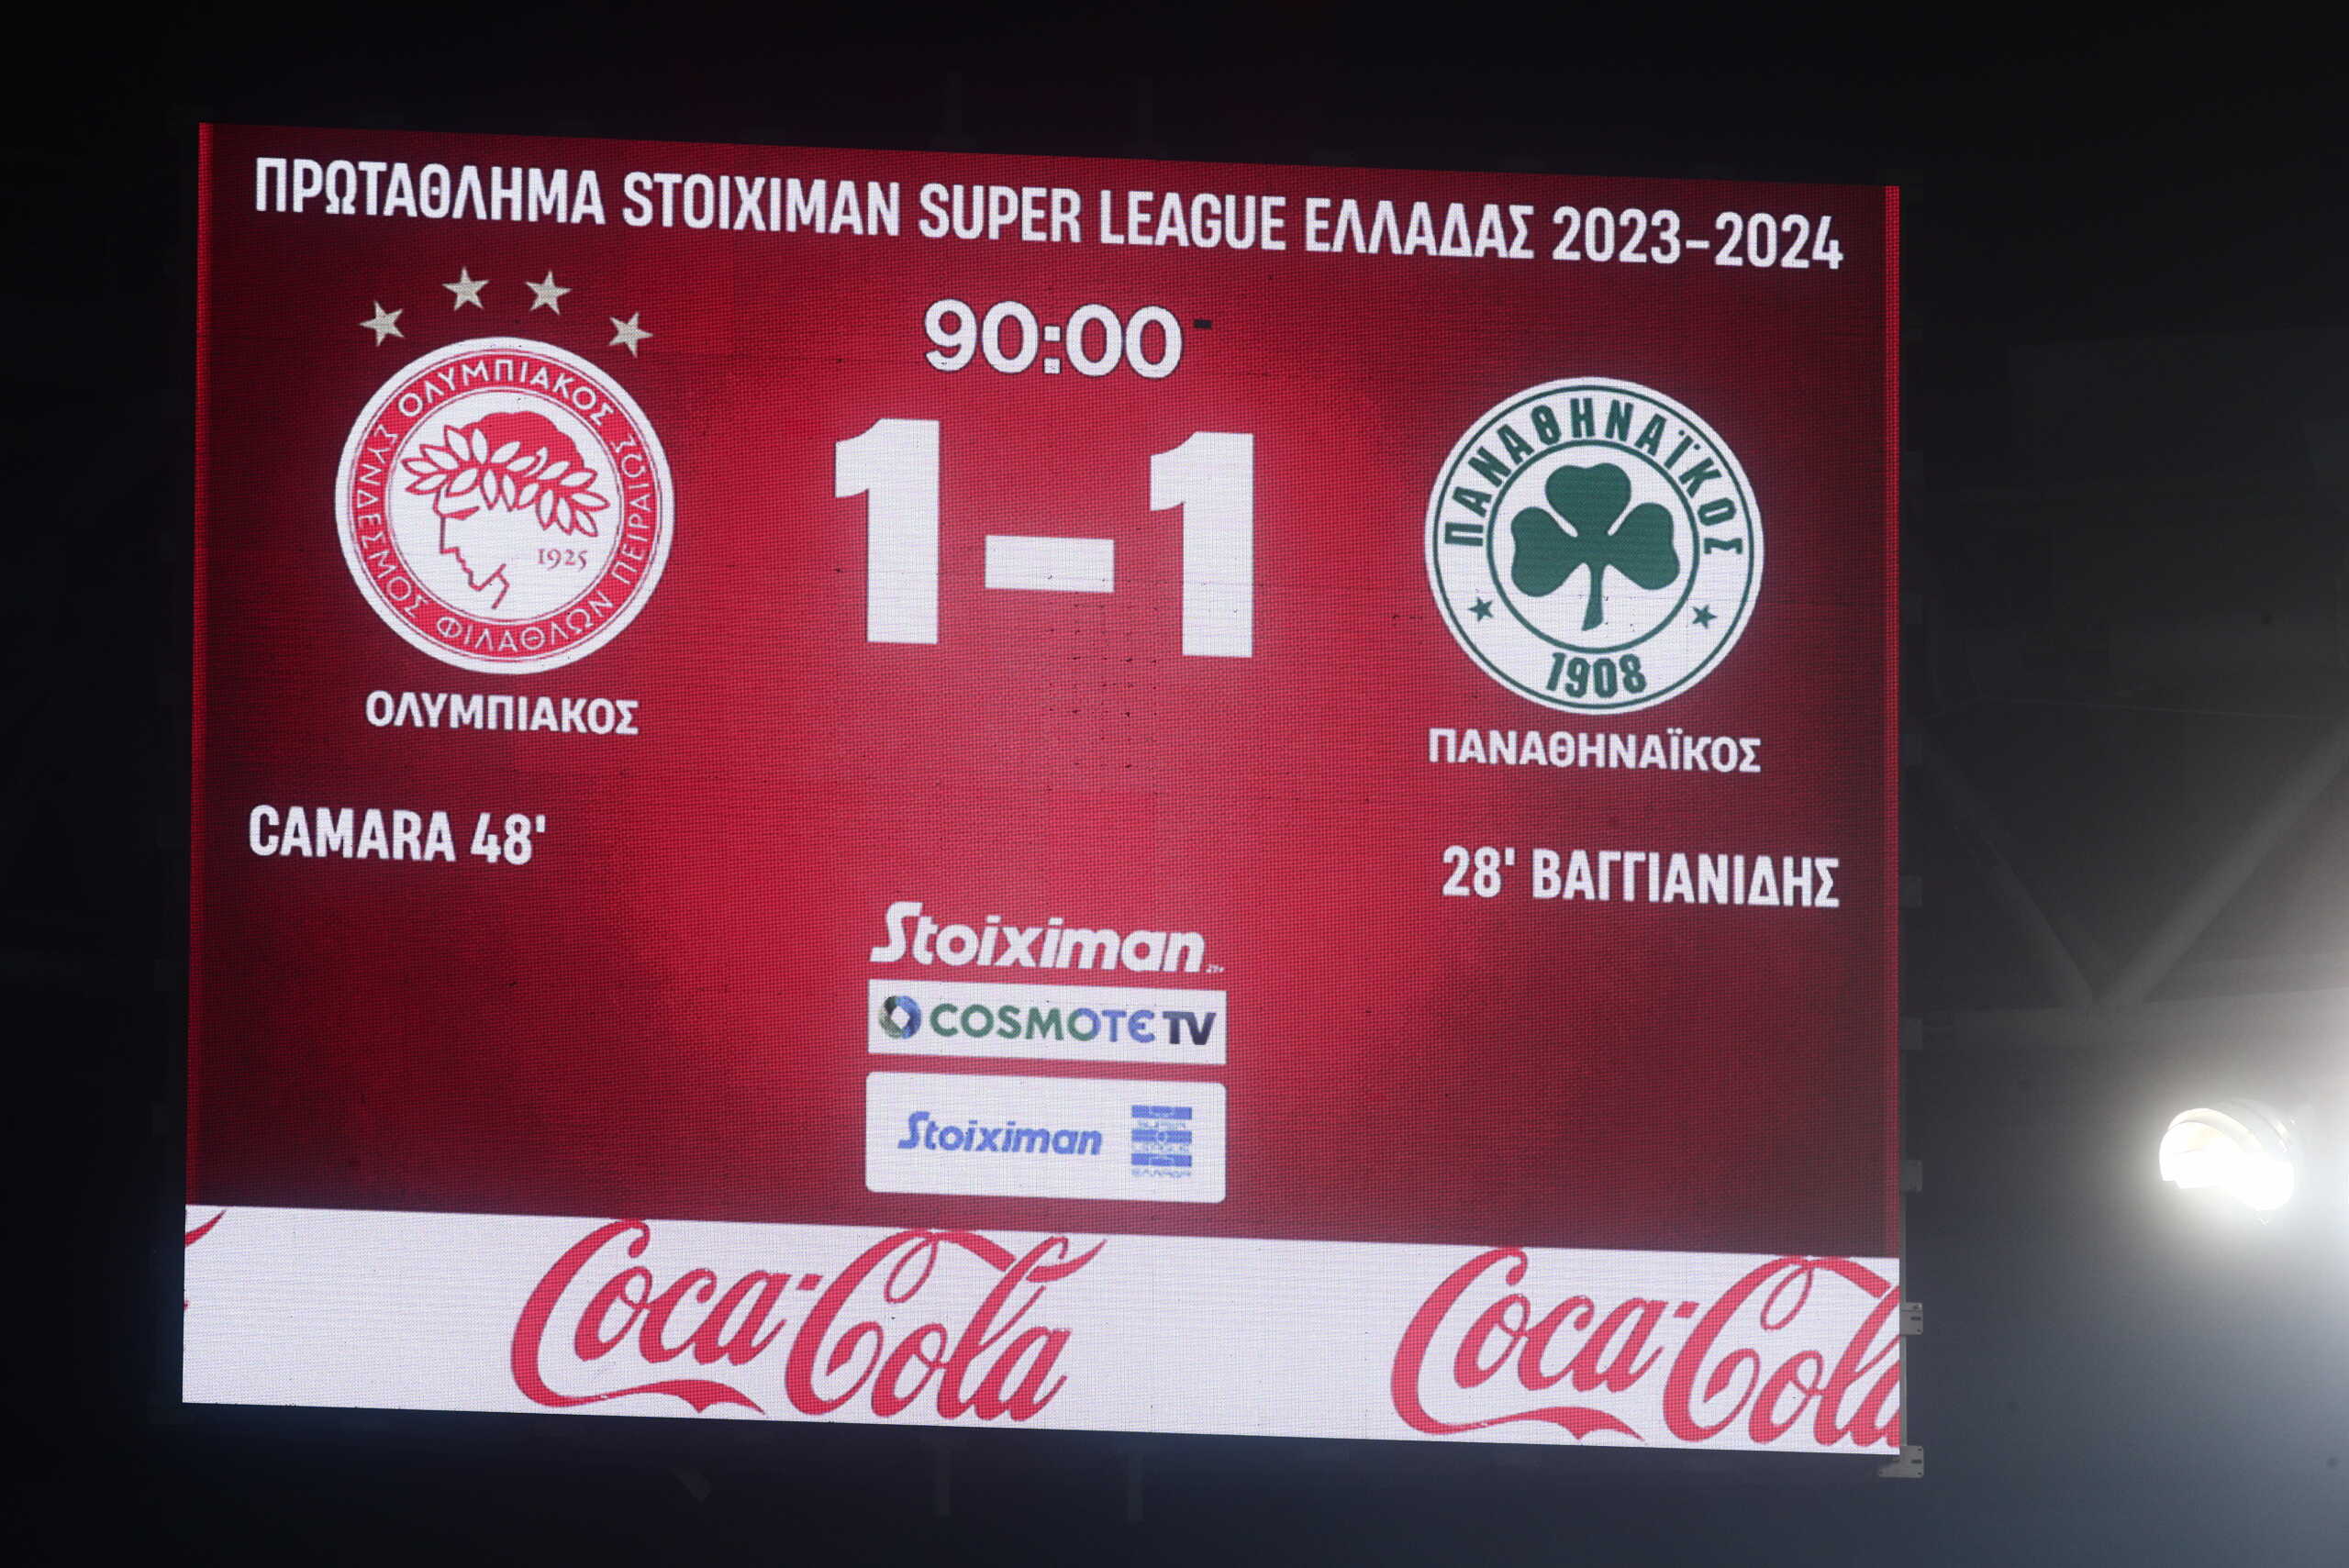 ΠΡΩΤΑΘΛΗΜΑ STOIXIMAN SUPER LEAGUE ΕΛΛΑΔΑΣ 2023-2024
90:00
1-1
ΣΥΝΔΕΣΜΟΣ ΦΙΛΑΘΛΩΝ ΠΕΙΡΑΙΩΣ ΟΛΥΜΠΙΑΚΟΣ
1925
ΠΑΝΑΘΗΝΑΪΚΟΣ
1908
ΟΛΥΜΠΙΑΚΟΣ
ΠΑΝΑΘΗΝΑΪΚΟΣ
CAMARA 48'
28' ΒΑΓΓΙΑΝΙΔΗΣ
Stoiximan
COSMOTE TV
Stoiximan
Coca-Cola
Coca-Cola